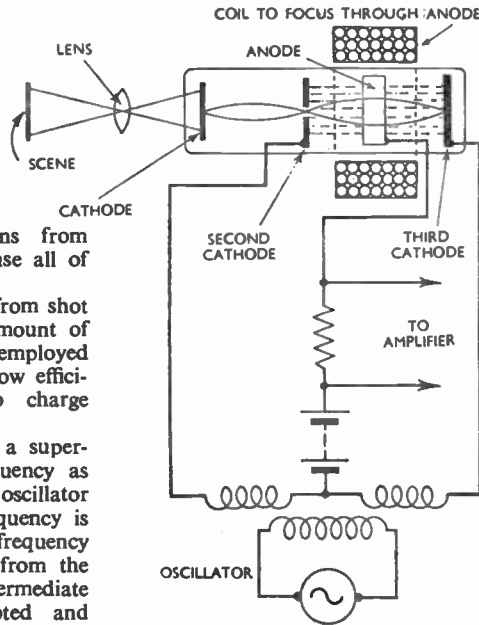 COIL TO FOCUS THROUGH ANODE
ANODE
LENS
SCENE
CATHODE
SECOND
CATHODE
THIRD
CATHODE
TO
AMPLIFIER
OSCILLATOR
ns from
se all of
from shot
mount of
employed
ow effici-
o charge
a super-
quency as
oscillator
quency is
frequency
from the
ermediate
pted and